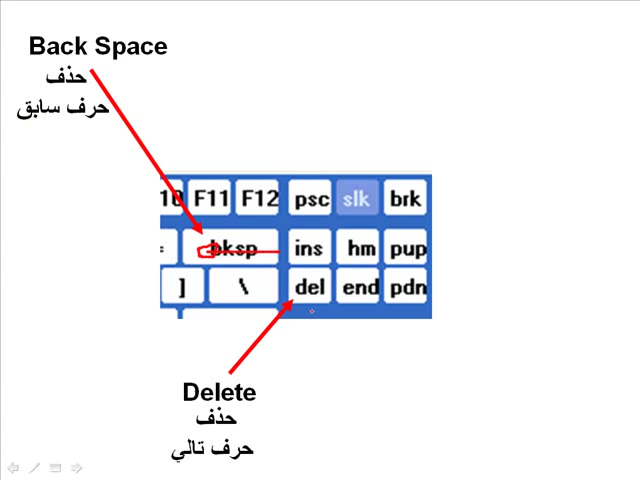 Back Space
حذف
حرف سابق
F11 F12 psc slk brk
= bksp ins hm pup
] \ del end pdn
Delete
حذف
حرف تالي